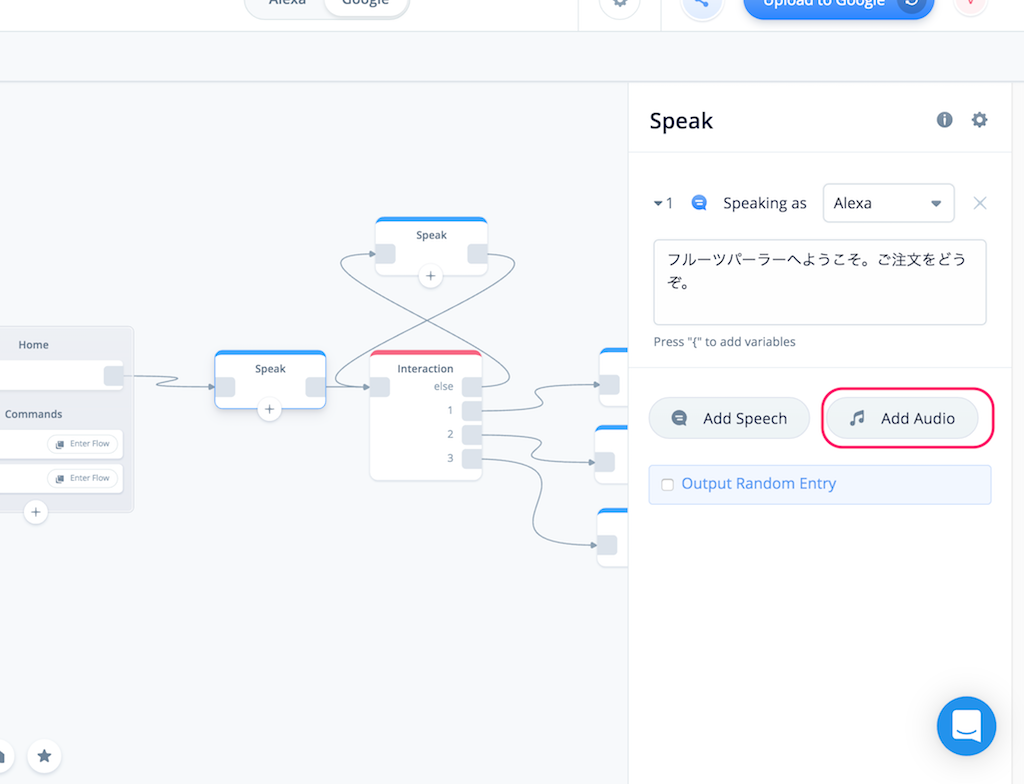 Alexa
Google
Upload to Google
Speak
1
Speaking as
Alexa
フルーツパーラーへようこそ。ご注文をどう
ぞ。
Press "{" to add variables
Add Speech
Add Audio
Output Random Entry
Speak
Home
Commands
Enter Flow
Enter Flow
Speak
Interaction
else
1
2
3